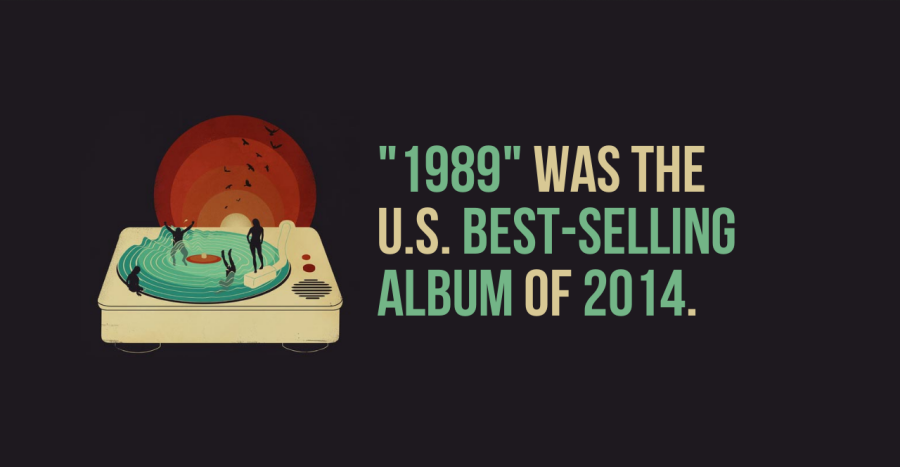 "1989" WAS THE
U.S. BEST-SELLING
ALBUM OF 2014.